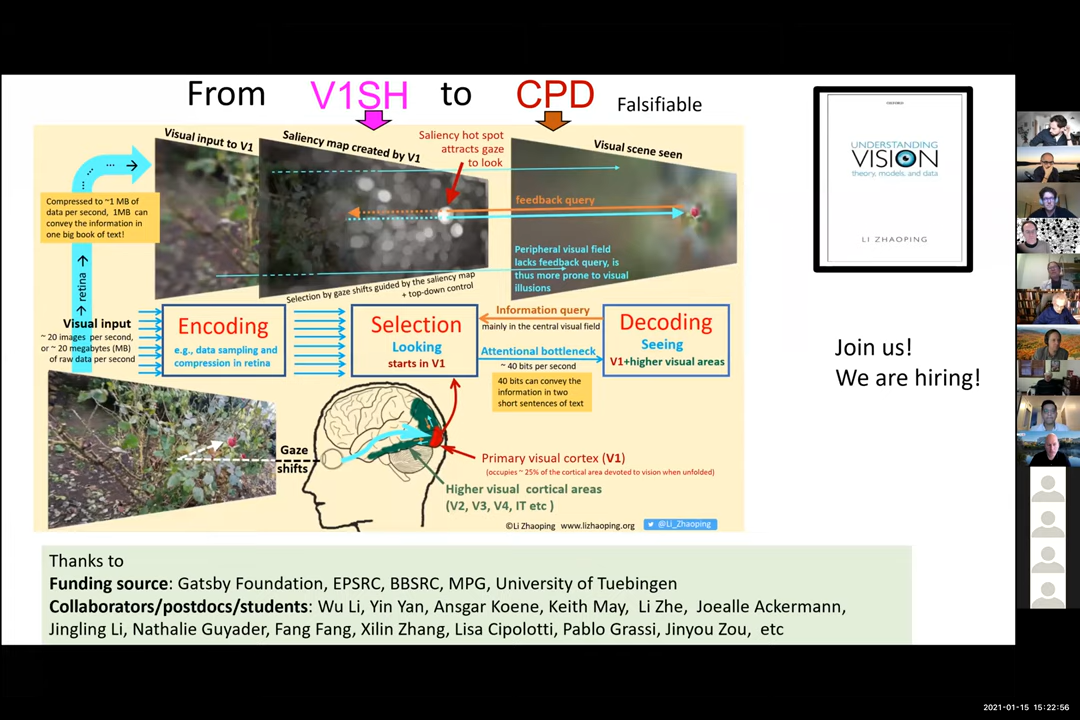 From V1SH to CPD Falsifiable
Visual input to V1
Saliency map created by V1
Saliency hot spot
attracts gaze
to look
Visual scene seen
Compressed to ~1 MB of
data per second, 1MB can
convey the information in
one big book of text!
feedback query
Peripheral visual field
lacks feedback query, is
thus more prone to visual
illusions
Selection by gaze shifts guided by the saliency map
+ top-down control
retina
Visual input
~ 20 images per second,
or ~ 20 megabytes (MB)
of raw data per second
Encoding
e.g., data sampling and
compression in retina
Selection
Looking
starts in V1
Information query
mainly in the central visual field
Attentional bottleneck
~ 40 bits per second
40 bits can convey the
information in two
short sentences of text
Decoding
Seeing
V1+higher visual areas
Gaze
shifts
Primary visual cortex (V1)
(occupies ~ 25% of the cortical area devoted to vision when unfolded)
Higher visual cortical areas
(V2, V3, V4, IT etc )
©Li Zhaoping www.lizhaoping.org @Li_Zhaoping
OXFORD
UNDERSTANDING
VISION
theory, models, and data
LI ZHAOPING
Join us!
We are hiring!
Thanks to
Funding source: Gatsby Foundation, EPSRC, BBSRC, MPG, University of Tuebingen
Collaborators/postdocs/students: Wu Li, Yin Yan, Ansgar Koene, Keith May, Li Zhe, Joealle Ackermann,
Jingling Li, Nathalie Guyader, Fang Fang, Xilin Zhang, Lisa Cipolotti, Pablo Grassi, Jinyou Zou, etc
2021-01-15 15:22:56